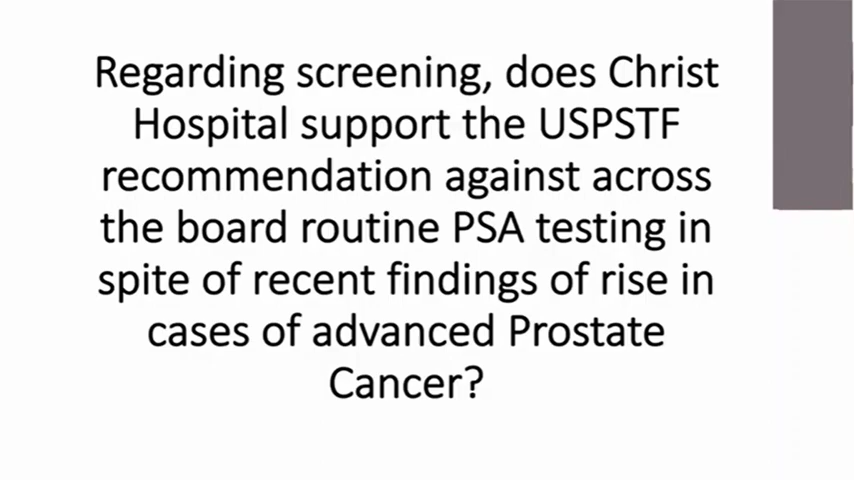 Regarding screening, does Christ
Hospital support the USPSTF
recommendation against across
the board routine PSA testing in
spite of recent findings of rise in
cases of advanced Prostate
Cancer?